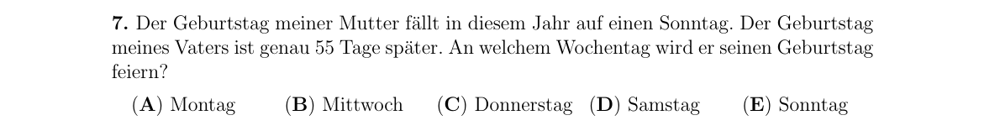 7. Der Geburtstag meiner Mutter fällt in diesem Jahr auf einen Sonntag. Der Geburtstag
meines Vaters ist genau 55 Tage später. An welchem Wochentag wird er seinen Geburtstag
feiern?
(A) Montag (B) Mittwoch (C) Donnerstag (D) Samstag (E) Sonntag